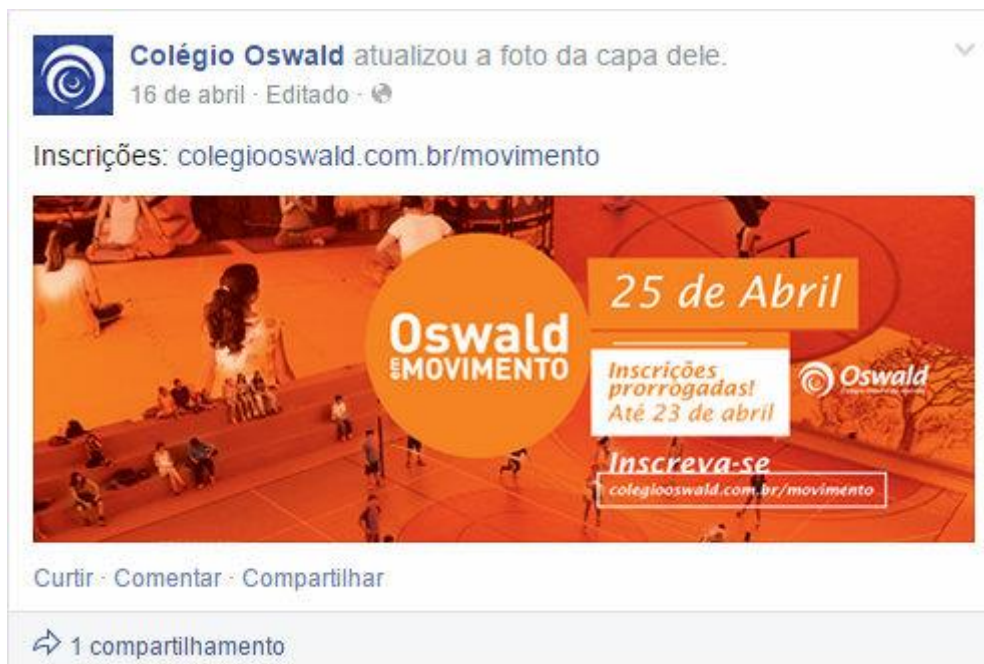 Colégio Oswald atualizou a foto da capa dele.
16 de abril · Editado ·
Inscrições: colegiooswald.com.br/movimento
Oswald
em MOVIMENTO
25 de Abril
Inscrições
prorrogadas!
Até 23 de abril
Oswald
Inscreva-se
colegiooswald.com.br/movimento
Curtir · Comentar · Compartilhar
1 compartilhamento